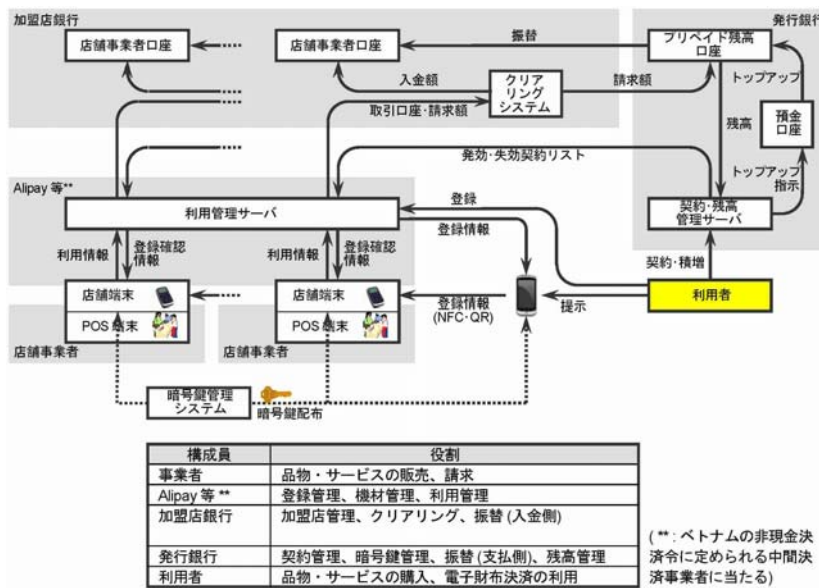 加盟店銀行
発行銀行
店舗事業者口座
店舗事業者口座
振替
プリペイド残高
口座
入金額
クリア
リング
システム
請求額
トップアップ
取引口座・請求額
残高
預金
口座
発効・失効契約リスト
トップアップ
指示
Alipay 等**
利用管理サーバ
登録
登録情報
契約・残高
管理サーバ
利用情報
登録確認
情報
利用情報
登録確認
情報
契約・積増
店舗端末
店舗端末
登録情報
(NFC・QR)
提示
利用者
POS 端末
POS 端末
店舗事業者
店舗事業者
暗号鍵管理
システム
暗号鍵配布
構成員 役割
事業者 品物・サービスの販売、請求
Alipay 等 ** 登録管理、機材管理、利用管理
加盟店銀行 加盟店管理、クリアリング、振替 (入金側)
発行銀行 契約管理、暗号鍵管理、振替 (支払側)、残高管理
利用者 品物・サービスの購入、電子財布決済の利用
( ** : ベトナムの非現金決
済令に定められる中間決
済事業者に当たる)